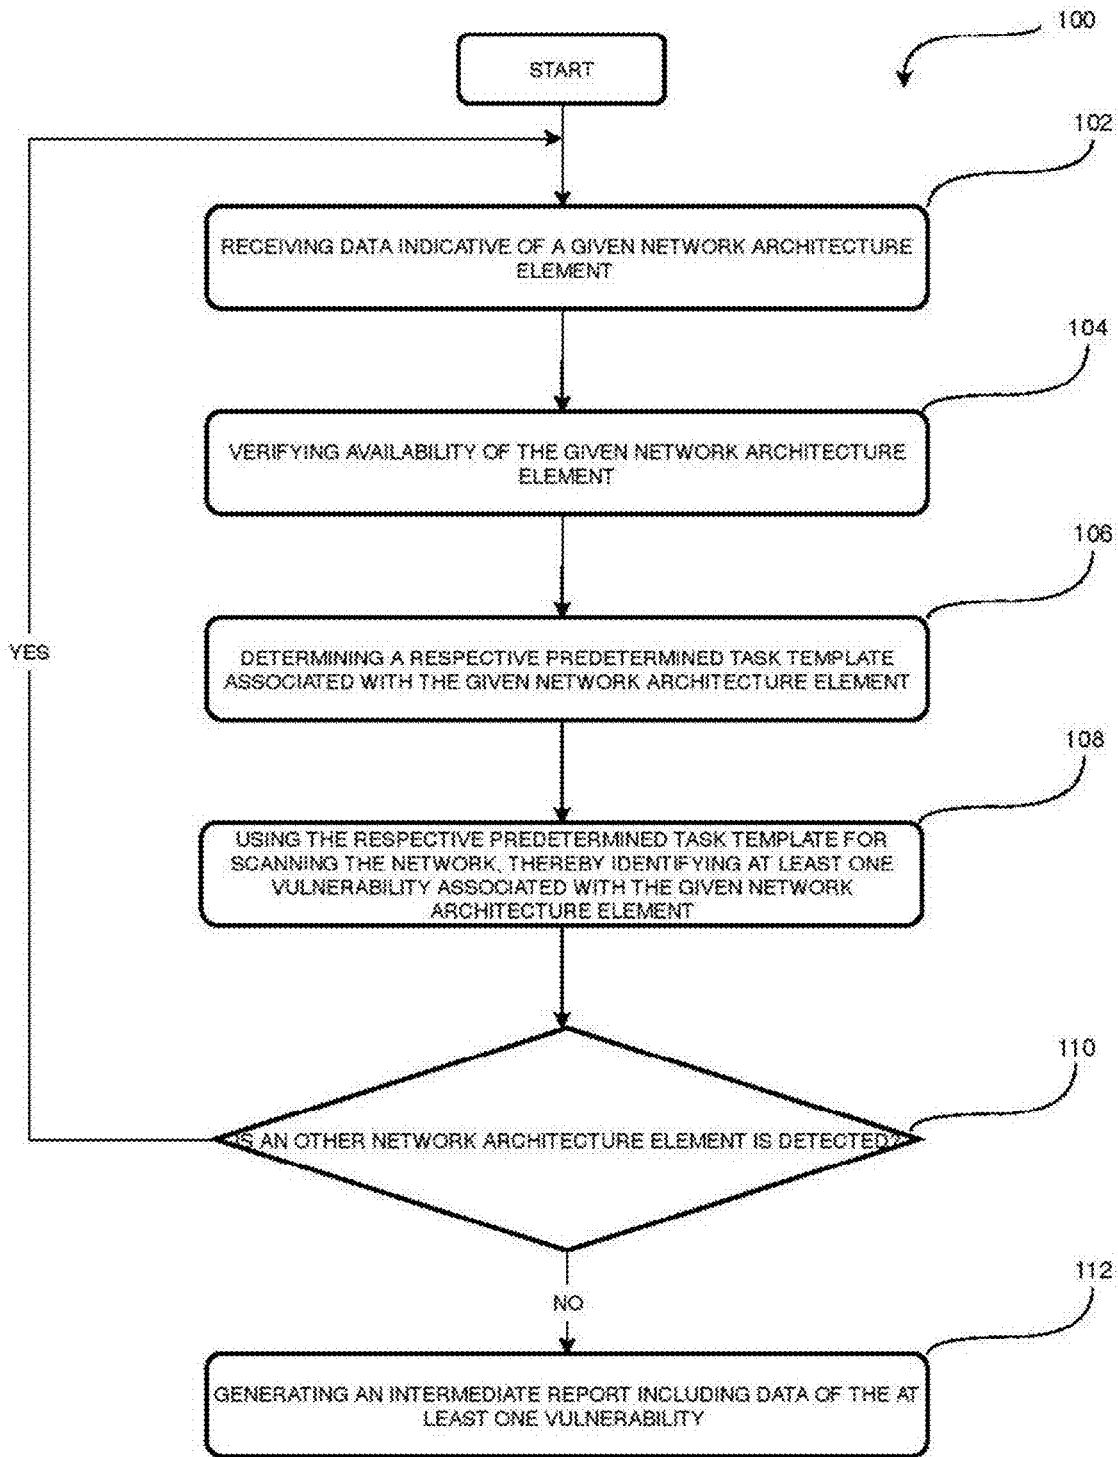 100
START
102
RECEIVING DATA INDICATIVE OF A GIVEN NETWORK ARCHITECTURE
ELEMENT
104
VERIFYING AVAILABILITY OF THE GIVEN NETWORK ARCHITECTURE
ELEMENT
106
DETERMINING A RESPECTIVE PREDETERMINED TASK TEMPLATE
ASSOCIATED WITH THE GIVEN NETWORK ARCHITECTURE ELEMENT
YES
108
USING THE RESPECTIVE PREDETERMINED TASK TEMPLATE FOR
SCANNING THE NETWORK, THEREBY IDENTIFYING AT LEAST ONE
VULNERABILITY ASSOCIATED WITH THE GIVEN NETWORK
ARCHITECTURE ELEMENT
110
IS AN OTHER NETWORK ARCHITECTURE ELEMENT IS DETECTED?
NO
112
GENERATING AN INTERMEDIATE REPORT INCLUDING DATA OF THE AT
LEAST ONE VULNERABILITY